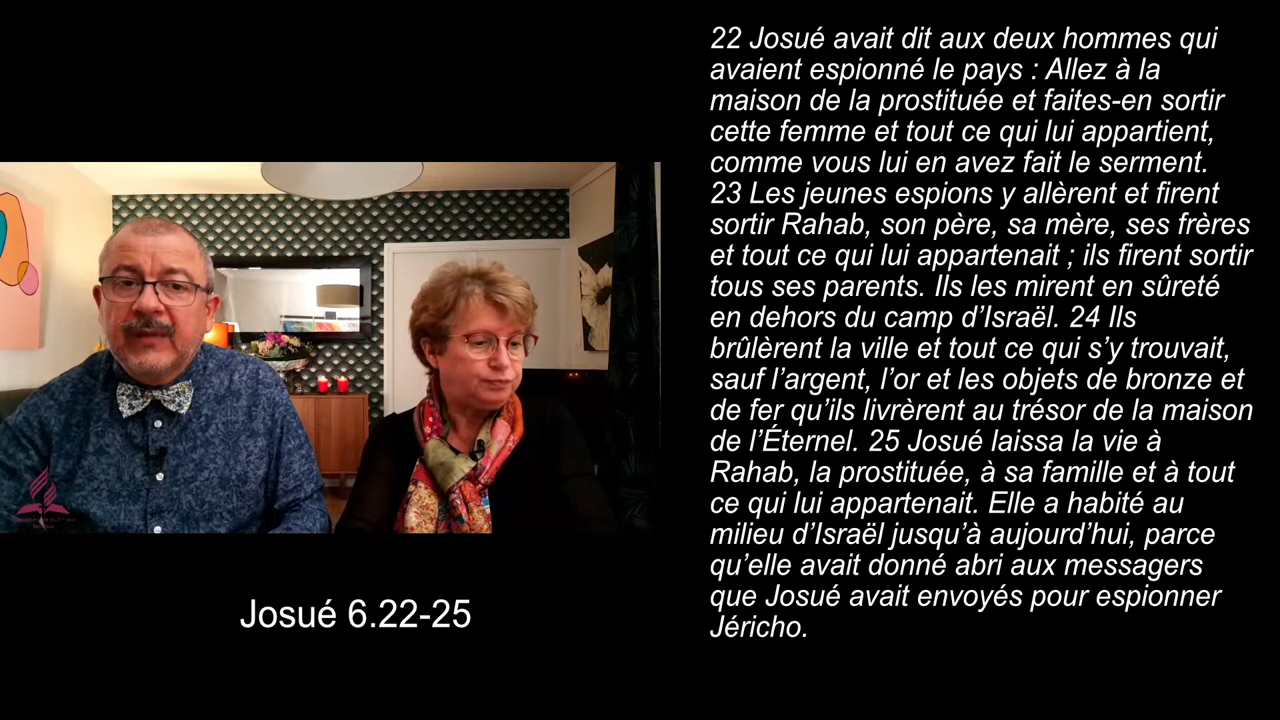 22 Josué avait dit aux deux hommes qui
avaient espionné le pays : Allez à la
maison de la prostituée et faites-en sortir
cette femme et tout ce qui lui appartient,
comme vous lui en avez fait le serment.
23 Les jeunes espions y allèrent et firent
sortir Rahab, son père, sa mère, ses frères
et tout ce qui lui appartenait ; ils firent sortir
tous ses parents. Ils les mirent en sûreté
en dehors du camp d’Israël. 24 Ils
brûlèrent la ville et tout ce qui s’y trouvait,
sauf l’argent, l’or et les objets de bronze et
de fer qu’ils livrèrent au trésor de la maison
de l’Éternel. 25 Josué laissa la vie à
Rahab, la prostituée, à sa famille et à tout
ce qui lui appartenait. Elle a habité au
milieu d’Israël jusqu’à aujourd’hui, parce
qu’elle avait donné abri aux messagers
que Josué avait envoyés pour espionner
Jéricho.
Josué 6.22-25